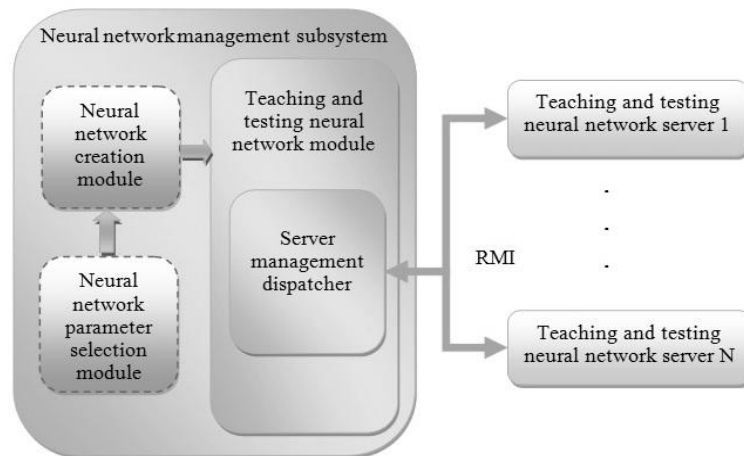 Neural network management subsystem
Neural
network
creation
module
Neural
network
parameter
selection
module
Teaching and
testing neural
network module
Server
management
dispatcher
RMI
Teaching and testing
neural network server 1
.
.
.
Teaching and testing
neural network server N